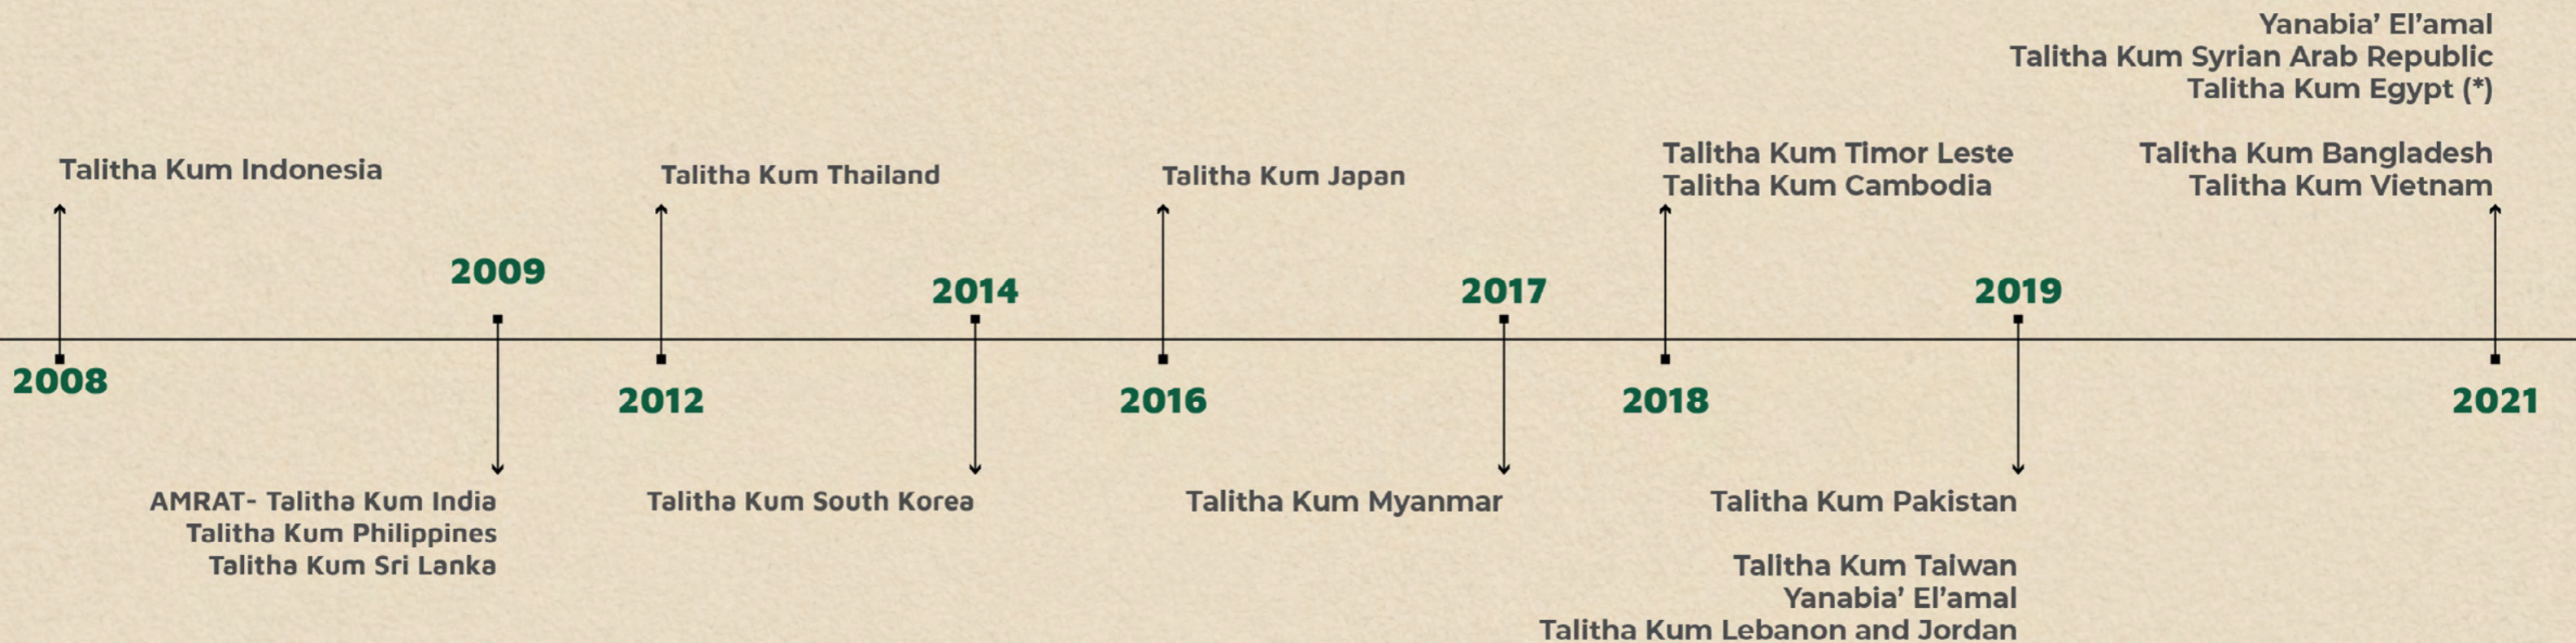 Talitha Kum Indonesia
2008
2009
AMRAT- Talitha Kum India
Talitha Kum Philippines
Talitha Kum Sri Lanka
Talitha Kum Thailand
2012
2014
Talitha Kum South Korea
Talitha Kum Japan
2016
2017
Talitha Kum Myanmar
Talitha Kum Timor Leste
Talitha Kum Cambodia
2018
2019
Talitha Kum Pakistan
Talitha Kum Taiwan
Yanabia’ El’amal
Talitha Kum Lebanon and Jordan
Yanabia’ El’amal
Talitha Kum Syrian Arab Republic
Talitha Kum Egypt (*)
Talitha Kum Bangladesh
Talitha Kum Vietnam
2021